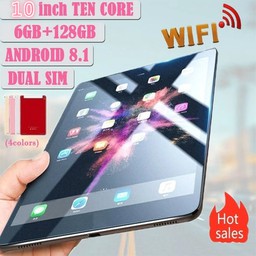 10 inch TEN CORE
6GB+128GB
ANDROID 8.1
DUAL SIM
WIFI
(4colors)
Hot
sales